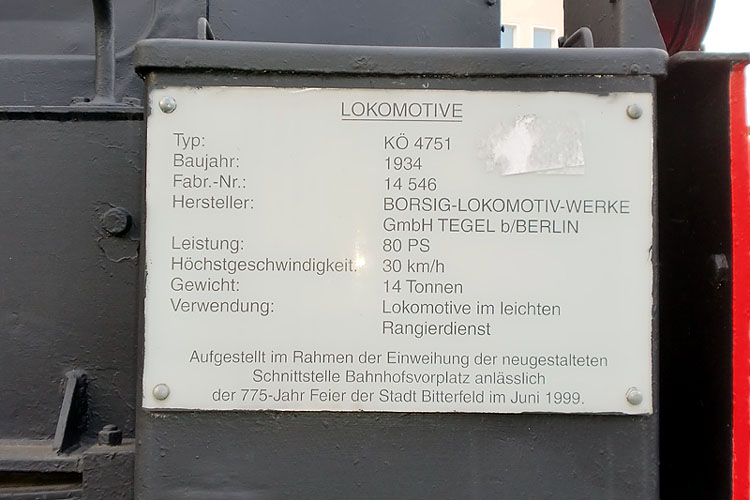 LOKOMOTIVE
Typ: KÖ 4751
Baujahr: 1934
Fabr.-Nr.: 14 546
Hersteller: BORSIG-LOKOMOTIV-WERKE
GmbH TEGEL b/BERLIN
Leistung: 80 PS
Höchstgeschwindigkeit: 30 km/h
Gewicht: 14 Tonnen
Verwendung: Lokomotive im leichten
Rangierdienst
Aufgestellt im Rahmen der Einweihung der neugestalteten
Schnittstelle Bahnhofsvorplatz anlässlich
der 775-Jahr Feier der Stadt Bitterfeld im Juni 1999.